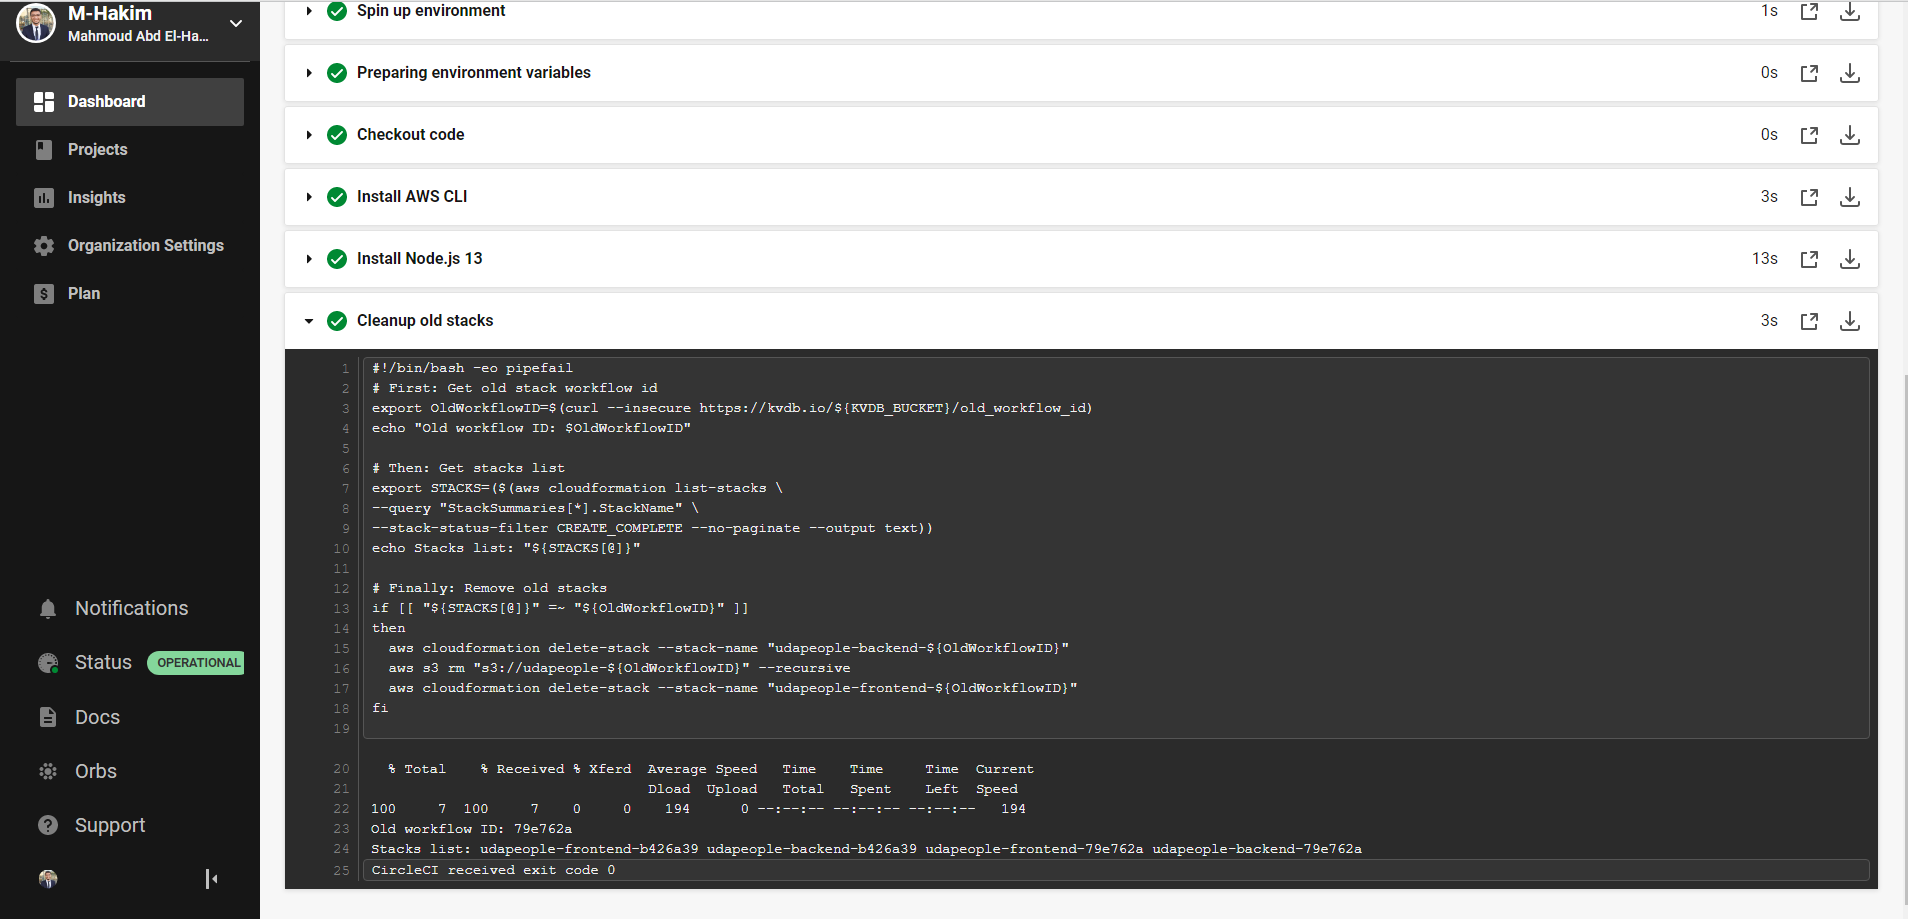 M-Hakim
Mahmoud Abd El-Ha...
Dashboard
Projects
Insights
Organization Settings
Plan
Notifications
Status OPERATIONAL
Docs
Orbs
Support
Spin up environment 1s
Preparing environment variables 0s
Checkout code 0s
Install AWS CLI 3s
Install Node.js 13 13s
Cleanup old stacks 3s
1 #!/bin/bash -eo pipefail
2 # First: Get old stack workflow id
3 export OldWorkflowID=$(curl --insecure https://kvdb.io/${KVDB_BUCKET}/old_workflow_id)
4 echo "Old workflow ID: $OldWorkflowID"
5
6 # Then: Get stacks list
7 export STACKS=($(aws cloudformation list-stacks \
8 --query "StackSummaries[*].StackName" \
9 --stack-status-filter CREATE_COMPLETE --no-paginate --output text))
10 echo Stacks list: "${STACKS[@]}"
11
12 # Finally: Remove old stacks
13 if [[ "${STACKS[@]}" =~ "${OldWorkflowID}" ]]
14 then
15   aws cloudformation delete-stack --stack-name "udapeople-backend-${OldWorkflowID}"
16   aws s3 rm "s3://udapeople-${OldWorkflowID}" --recursive
17   aws cloudformation delete-stack --stack-name "udapeople-frontend-${OldWorkflowID}"
18 fi
19
20   % Total    % Received % Xferd  Average Speed   Time    Time     Time  Current
21                                  Dload  Upload   Total   Spent    Left  Speed
22 100     7  100     7    0     0    194      0 --:--:-- --:--:-- --:--:--   194
23 Old workflow ID: 79e762a
24 Stacks list: udapeople-frontend-b426a39 udapeople-backend-b426a39 udapeople-frontend-79e762a udapeople-backend-79e762a
25 CircleCI received exit code 0